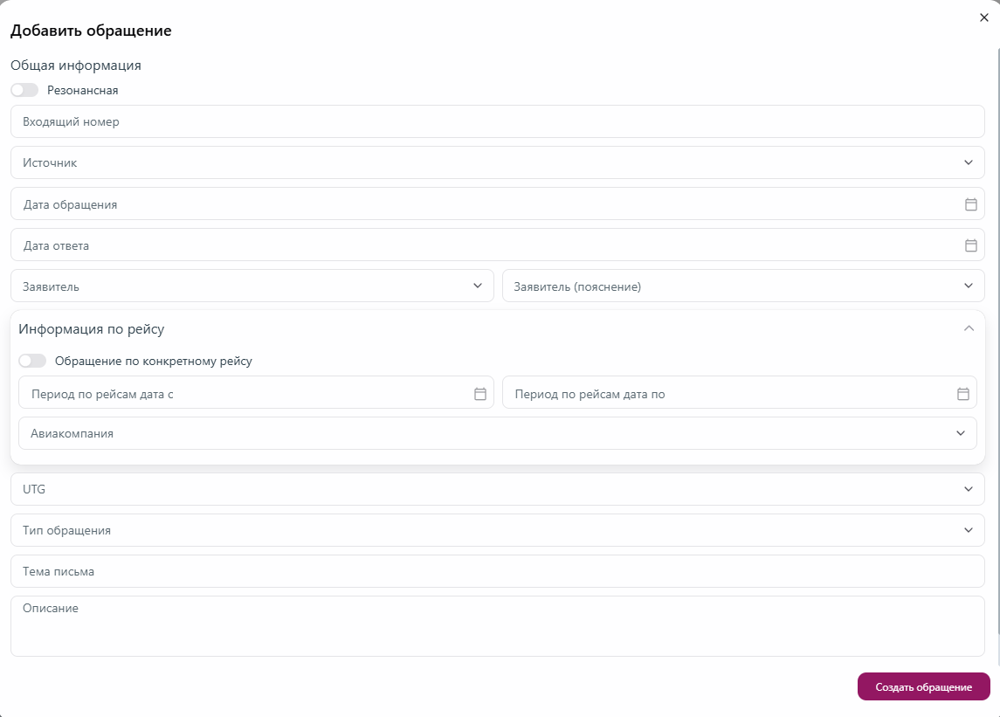 Добавить обращение
Общая информация
Резонансная
Входящий номер
Источник
Дата обращения
Дата ответа
Заявитель
Заявитель (пояснение)
Информация по рейсу
Обращение по конкретному рейсу
Период по рейсам дата с
Период по рейсам дата по
Авиакомпания
UTG
Тип обращения
Тема письма
Описание
Создать обращение